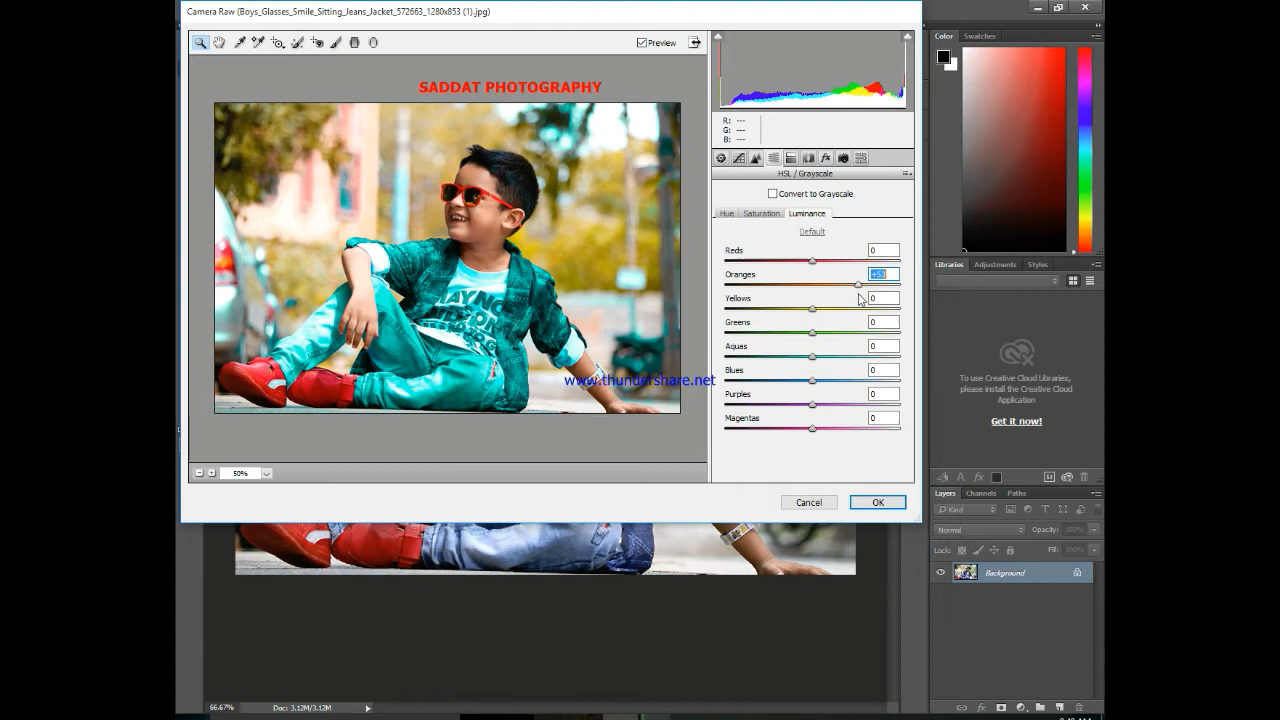 Camera Raw (Boys_Glasses_Smile_Sitting_Jeans_Jacket_572663_1280x853 (1).jpg)
Preview
SADDAT PHOTOGRAPHY
www.thundershare.net
50%
R: ---
G: ---
B: ---
HSL / Grayscale
Convert to Grayscale
Hue Saturation Luminance
Default
Reds 0
Oranges
Yellows 0
Greens 0
Aquas 0
Blues 0
Purples 0
Magentas 0
Cancel OK
Color Swatches
Libraries Adjustments Styles
To use Creative Cloud Libraries,
please install the Creative Cloud
Application
Get it now!
Layers Channels Paths
Kind
Normal Opacity: 100%
Lock: Fill: 100%
Background
66.67% Doc: 3.12M/3.12M